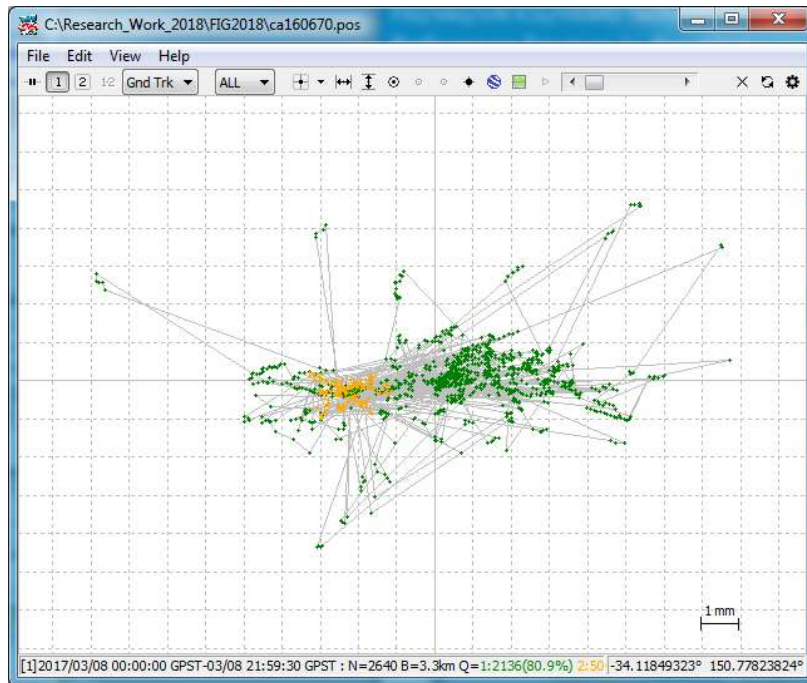 C:\Research_Work_2018\FIG2018\ca160670.pos
File Edit View Help
1 2 1-2 Gnd Trk ALL
1 mm
[1]2017/03/08 00:00:00 GPST-03/08 21:59:30 GPST : N=2640 B=3.3km Q=1:2136(80.9%) 2:50 -34.11849323° 150.77823824°